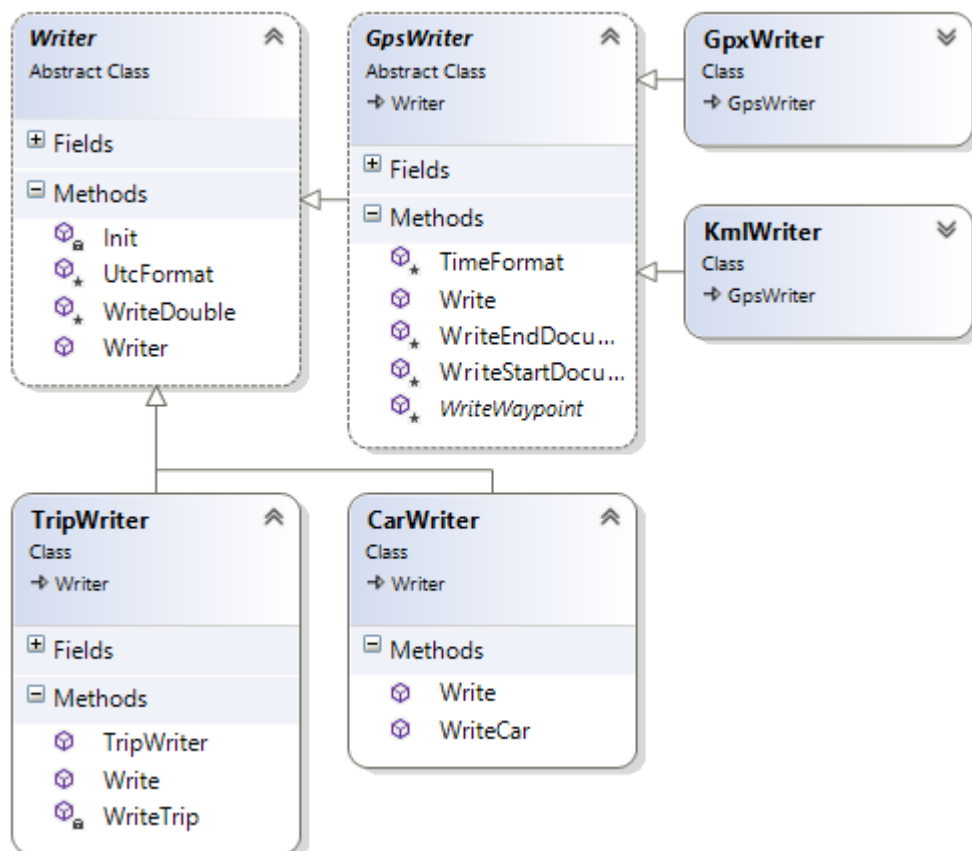 Writer
Abstract Class
Fields
Methods
Init
UtcFormat
WriteDouble
Writer
GpsWriter
Abstract Class
Writer
Fields
Methods
TimeFormat
Write
WriteEndDocu...
WriteStartDocu...
WriteWaypoint
GpxWriter
Class
GpsWriter
KmlWriter
Class
GpsWriter
TripWriter
Class
Writer
Fields
Methods
TripWriter
Write
WriteTrip
CarWriter
Class
Writer
Methods
Write
WriteCar